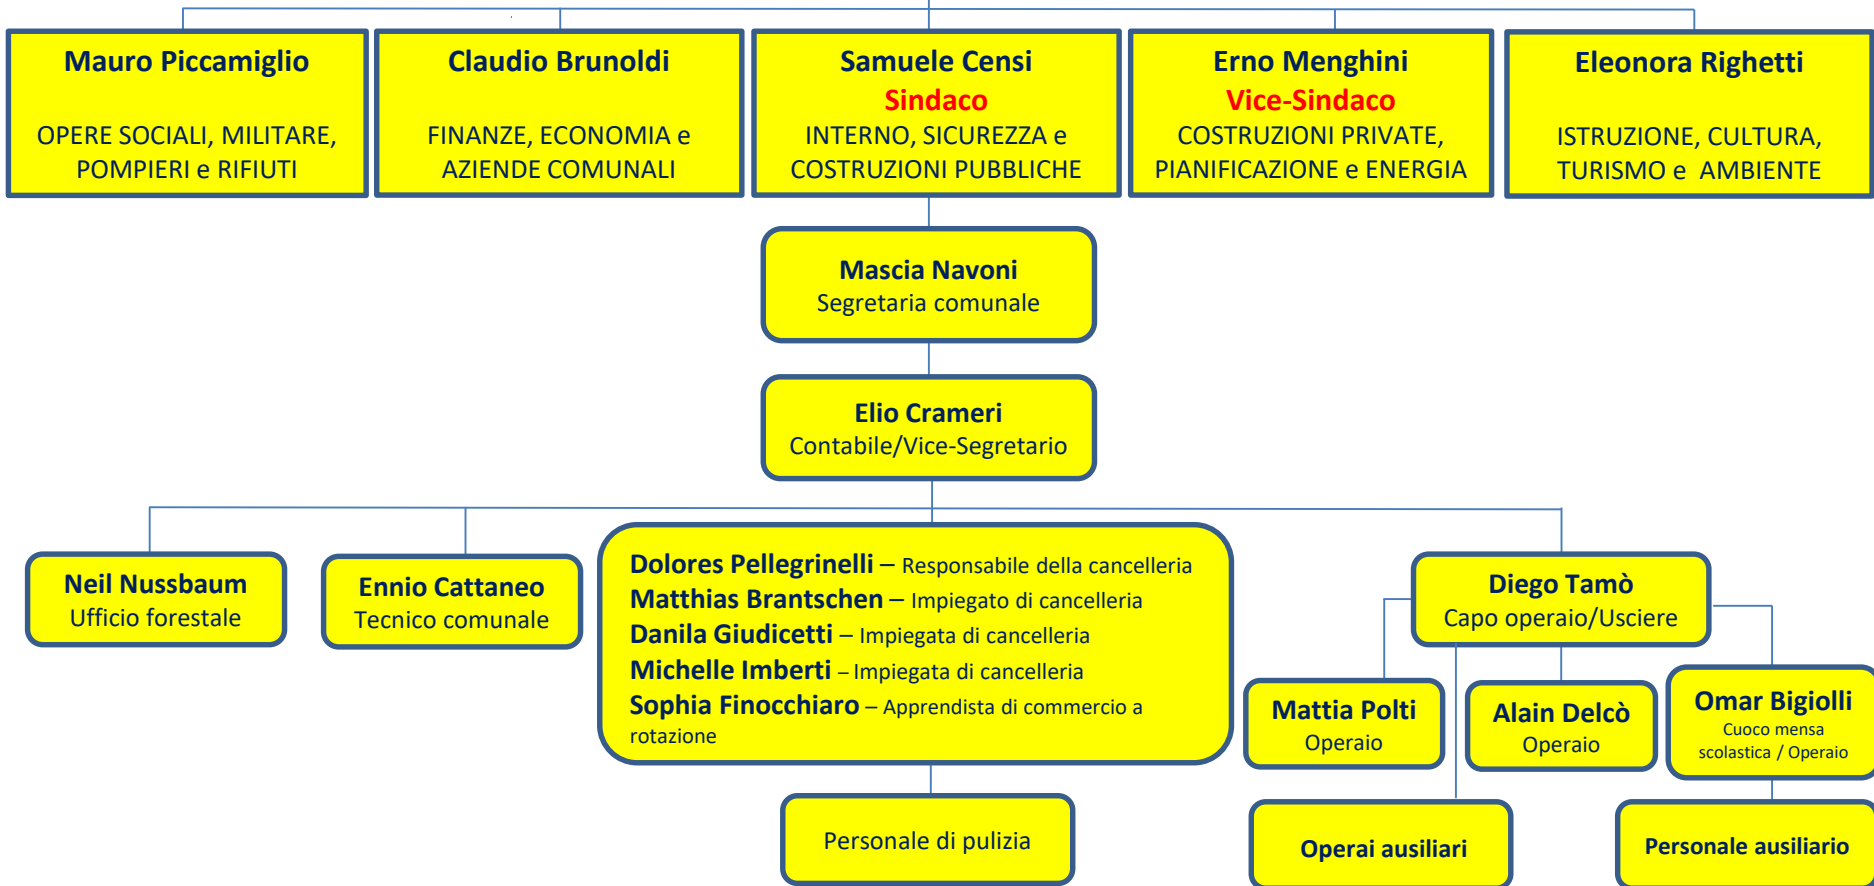 Mauro Piccamiglio
OPERE SOCIALI, MILITARE,
POMPIERI e RIFIUTI
Claudio Brunoldi
FINANZE, ECONOMIA e
AZIENDE COMUNALI
Samuele Censi
Sindaco
INTERNO, SICUREZZA e
COSTRUZIONI PUBBLICHE
Erno Menghini
Vice-Sindaco
COSTRUZIONI PRIVATE,
PIANIFICAZIONE e ENERGIA
Eleonora Righetti
ISTRUZIONE, CULTURA,
TURISMO e AMBIENTE
Mascia Navoni
Segretaria comunale
Elio Crameri
Contabile/Vice-Segretario
Neil Nussbaum
Ufficio forestale
Ennio Cattaneo
Tecnico comunale
Dolores Pellegrinelli – Responsabile della cancelleria
Matthias Brantschen – Impiegato di cancelleria
Danila Giudicetti – Impiegata di cancelleria
Michelle Imberti – Impiegata di cancelleria
Sophia Finocchiaro – Apprendista di commercio a
rotazione
Diego Tamò
Capo operaio/Usciere
Mattia Polti
Operaio
Alain Delcò
Operaio
Omar Bigiolli
Cuoco mensa
scolastica / Operaio
Personale di pulizia
Operai ausiliari
Personale ausiliario